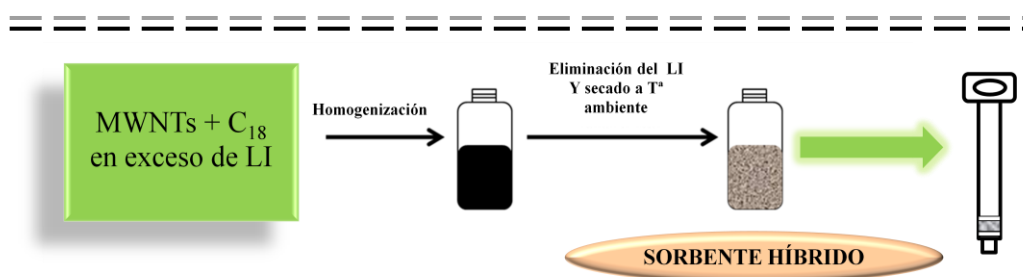 MWNTs + C₁₈
en exceso de LI
Homogenización
Eliminación del LI
Y secado a Tª
ambiente
SORBENTE HÍBRIDO